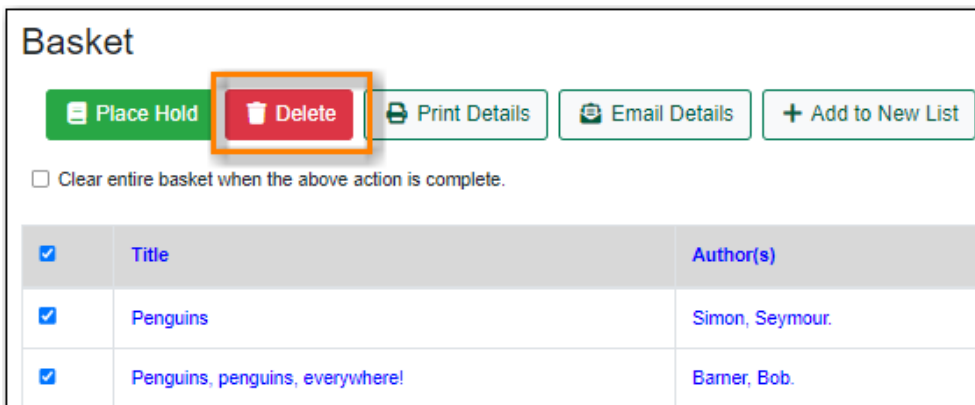 Basket
Place Hold Delete Print Details Email Details + Add to New List
Clear entire basket when the above action is complete.
Title Author(s)
Penguins Simon, Seymour.
Penguins, penguins, everywhere! Barner, Bob.